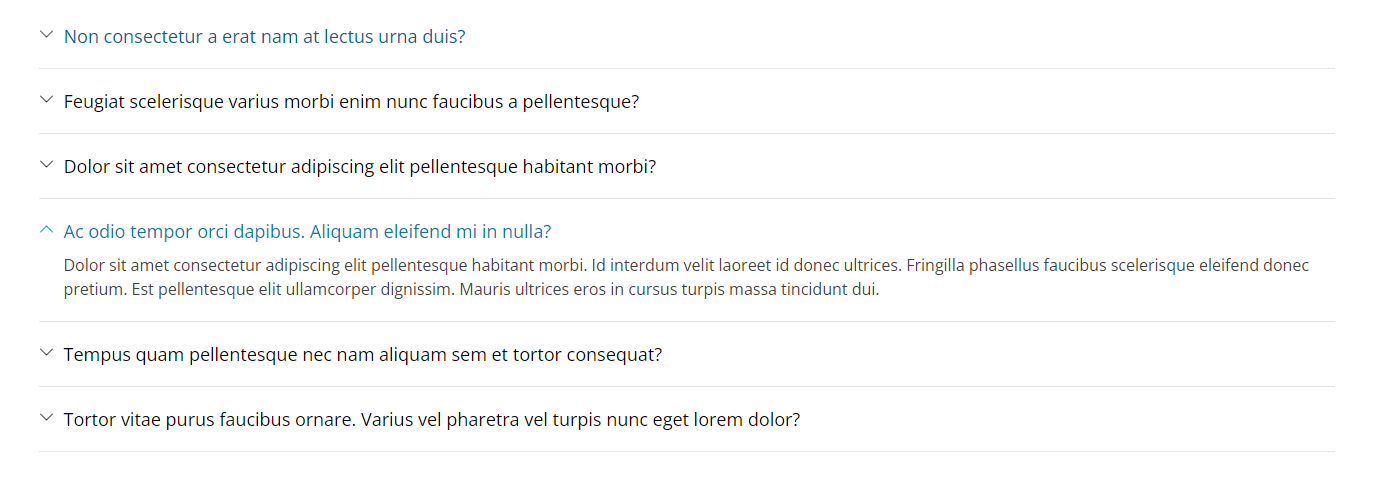 Non consectetur a erat nam at lectus urna duis?
Feugiat scelerisque varius morbi enim nunc faucibus a pellentesque?
Dolor sit amet consectetur adipiscing elit pellentesque habitant morbi?
Ac odio tempor orci dapibus. Aliquam eleifend mi in nulla?
Dolor sit amet consectetur adipiscing elit pellentesque habitant morbi. Id interdum velit laoreet id donec ultrices. Fringilla phasellus faucibus scelerisque eleifend donec
pretium. Est pellentesque elit ullamcorper dignissim. Mauris ultrices eros in cursus turpis massa tincidunt dui.
Tempus quam pellentesque nec nam aliquam sem et tortor consequat?
Tortor vitae purus faucibus ornare. Varius vel pharetra vel turpis nunc eget lorem dolor?